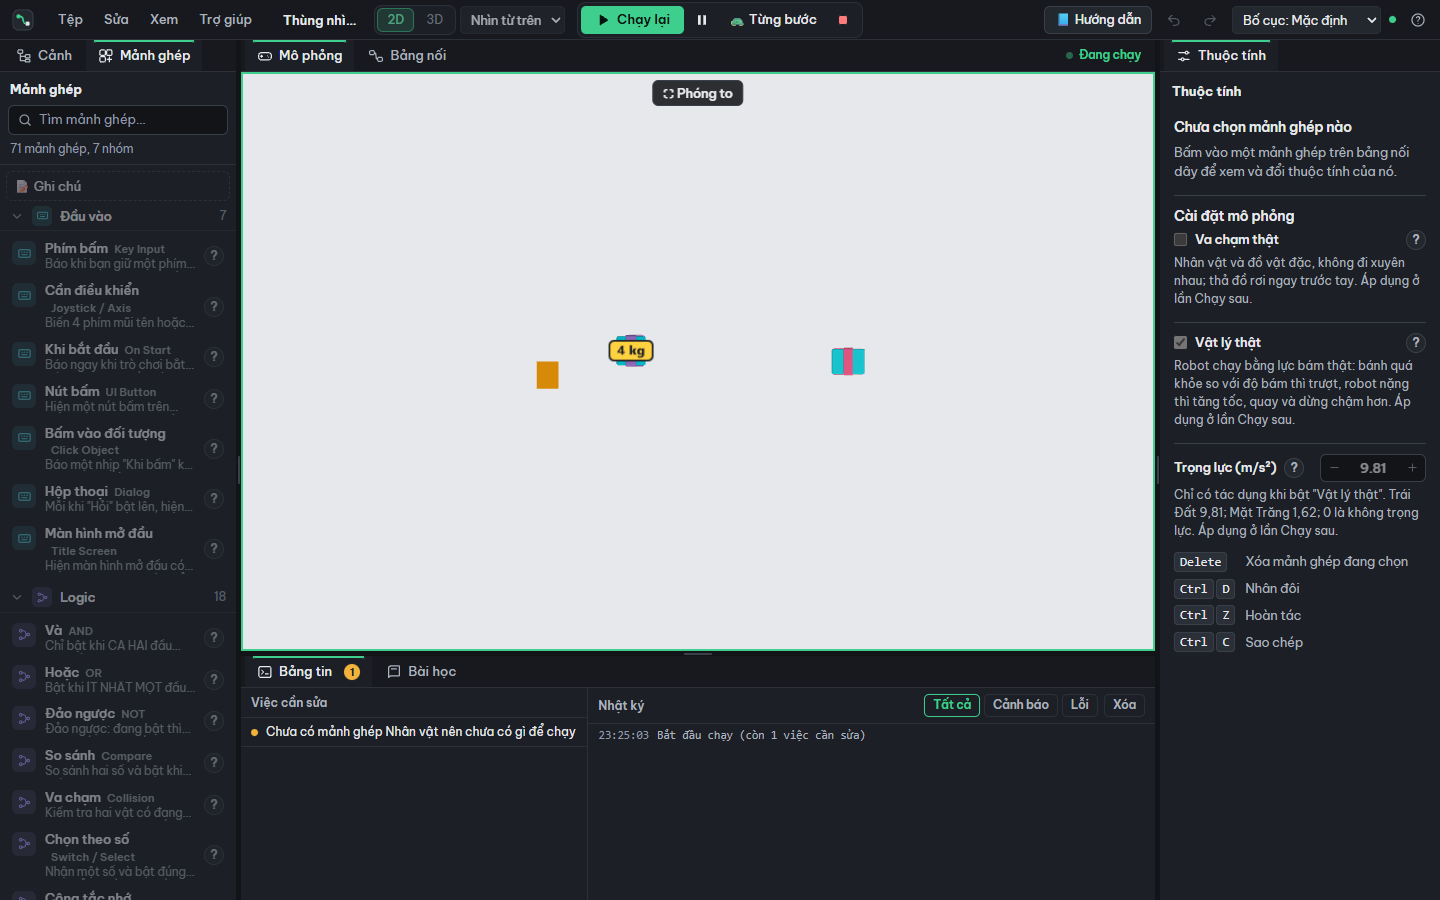 Tệp Sửa Xem Trợ giúp Thùng nhì... 2D 3D Nhìn từ trên Chạy lại Từng bước Hướng dẫn Bố cục: Mặc định
Cảnh Mảnh ghép
Mảnh ghép
Tìm mảnh ghép...
71 mảnh ghép, 7 nhóm
Ghi chú
Đầu vào 7
Phím bấm Key Input ?
Báo khi bạn giữ một phím...
Cần điều khiển
Joystick / Axis ?
Biến 4 phím mũi tên hoặc...
Khi bắt đầu On Start ?
Báo ngay khi trò chơi bắt...
Nút bấm UI Button ?
Hiện một nút bấm trên...
Bấm vào đối tượng
Click Object ?
Báo một nhịp "Khi bấm" k...
Hộp thoại Dialog ?
Mỗi khi "Hỏi" bật lên, hiện...
Màn hình mở đầu
Title Screen ?
Hiện màn hình mở đầu có...
Logic 18
Và AND ?
Chỉ bật khi CẢ HAI đầu...
Hoặc OR ?
Bật khi ÍT NHẤT MỘT đầu...
Đảo ngược NOT ?
Đảo ngược: đang bật thì...
So sánh Compare ?
So sánh hai số và bật khi...
Va chạm Collision ?
Kiểm tra hai vật có đang...
Chọn theo số
Switch / Select ?
Nhận một số và bật đúng...
Công tắc nhớ
Mô phỏng Bảng nối Đang chạy
Phóng to
4 kg
Bảng tin 1 Bài học
Việc cần sửa
Chưa có mảnh ghép Nhân vật nên chưa có gì để chạy
Nhật ký Tất cả Cảnh báo Lỗi Xóa
23:25:03 Bắt đầu chạy (còn 1 việc cần sửa)
Thuộc tính
Thuộc tính
Chưa chọn mảnh ghép nào
Bấm vào một mảnh ghép trên bảng nối
dây để xem và đổi thuộc tính của nó.
Cài đặt mô phỏng
Va chạm thật ?
Nhân vật và đồ vật đặc, không đi xuyên
nhau; thả đồ rơi ngay trước tay. Áp dụng ở
lần Chạy sau.
Vật lý thật ?
Robot chạy bằng lực bám thật: bánh quá
khỏe so với độ bám thì trượt, robot nặng
thì tăng tốc, quay và dừng chậm hơn. Áp
dụng ở lần Chạy sau.
Trọng lực (m/s²) ? − 9.81 +
Chỉ có tác dụng khi bật "Vật lý thật". Trái
Đất 9,81; Mặt Trăng 1,62; 0 là không trọng
lực. Áp dụng ở lần Chạy sau.
Delete Xóa mảnh ghép đang chọn
Ctrl D Nhân đôi
Ctrl Z Hoàn tác
Ctrl C Sao chép